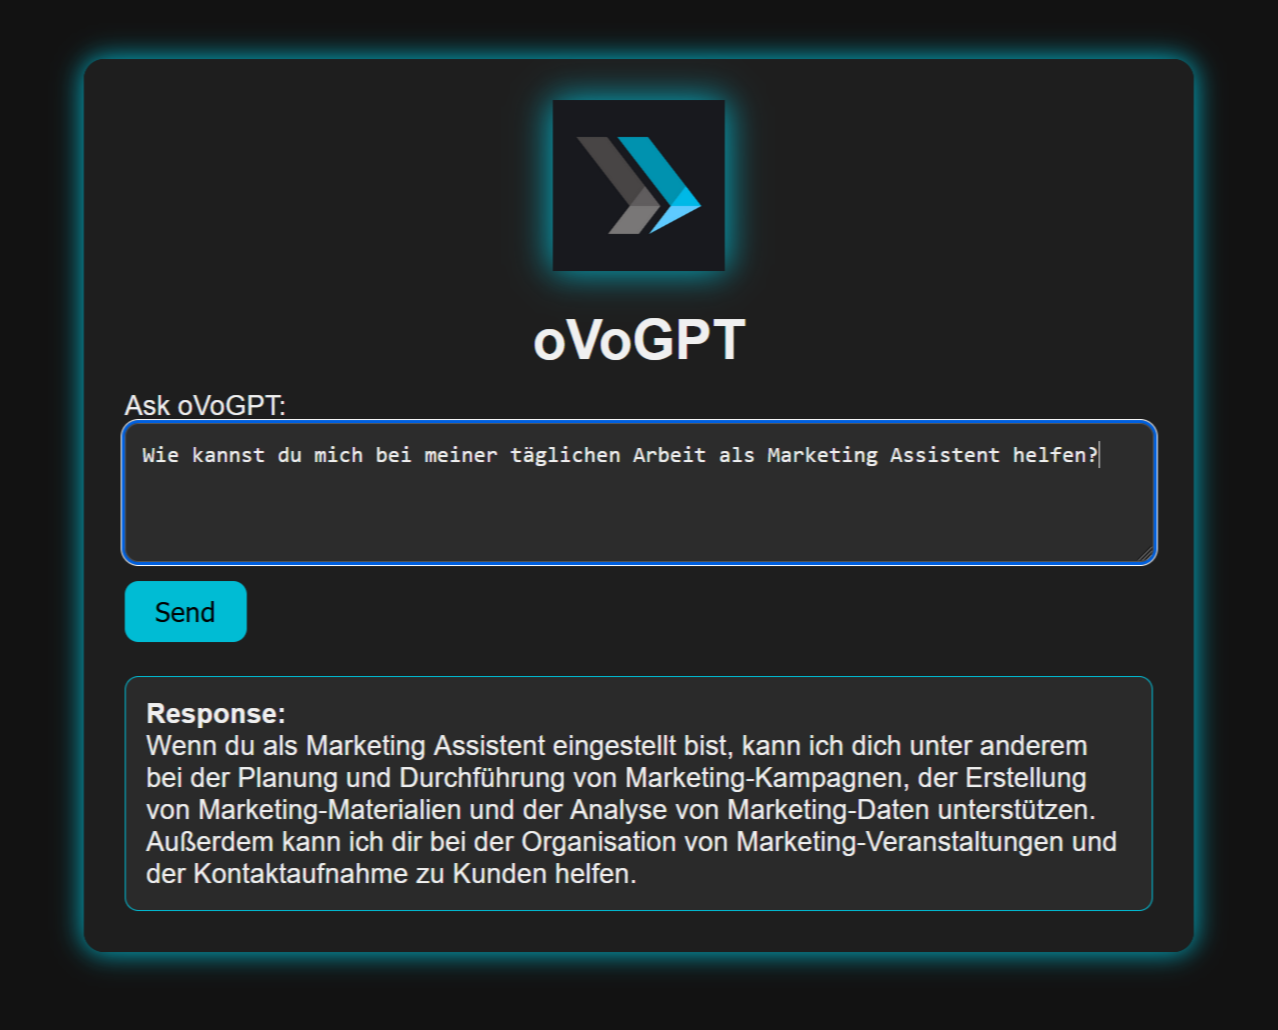 oVoGPT
Ask oVoGPT:
Wie kannst du mich bei meiner täglichen Arbeit als Marketing Assistent helfen?
Send
Response:
Wenn du als Marketing Assistent eingestellt bist, kann ich dich unter anderem
bei der Planung und Durchführung von Marketing-Kampagnen, der Erstellung
von Marketing-Materialien und der Analyse von Marketing-Daten unterstützen.
Außerdem kann ich dir bei der Organisation von Marketing-Veranstaltungen und
der Kontaktaufnahme zu Kunden helfen.